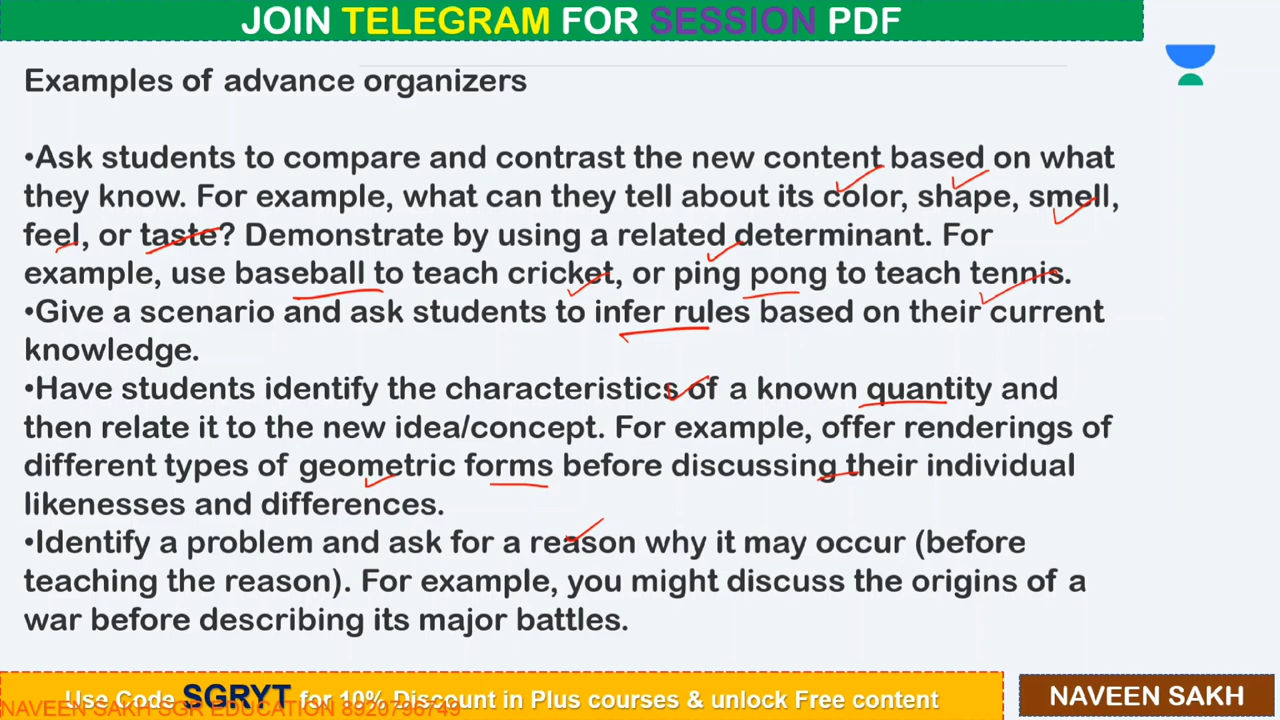 JOIN TELEGRAM FOR SESSION PDF
Examples of advance organizers
•Ask students to compare and contrast the new content based on what
they know. For example, what can they tell about its color, shape, smell,
feel, or taste? Demonstrate by using a related determinant. For
example, use baseball to teach cricket, or ping pong to teach tennis.
•Give a scenario and ask students to infer rules based on their current
knowledge.
•Have students identify the characteristics of a known quantity and
then relate it to the new idea/concept. For example, offer renderings of
different types of geometric forms before discussing their individual
likenesses and differences.
•Identify a problem and ask for a reason why it may occur (before
teaching the reason). For example, you might discuss the origins of a
war before describing its major battles.
Use Code SGRYT for 10% Discount in Plus courses & unlock Free content
NAVEEN SAKH SGR EDUCATION 8920796749
NAVEEN SAKH